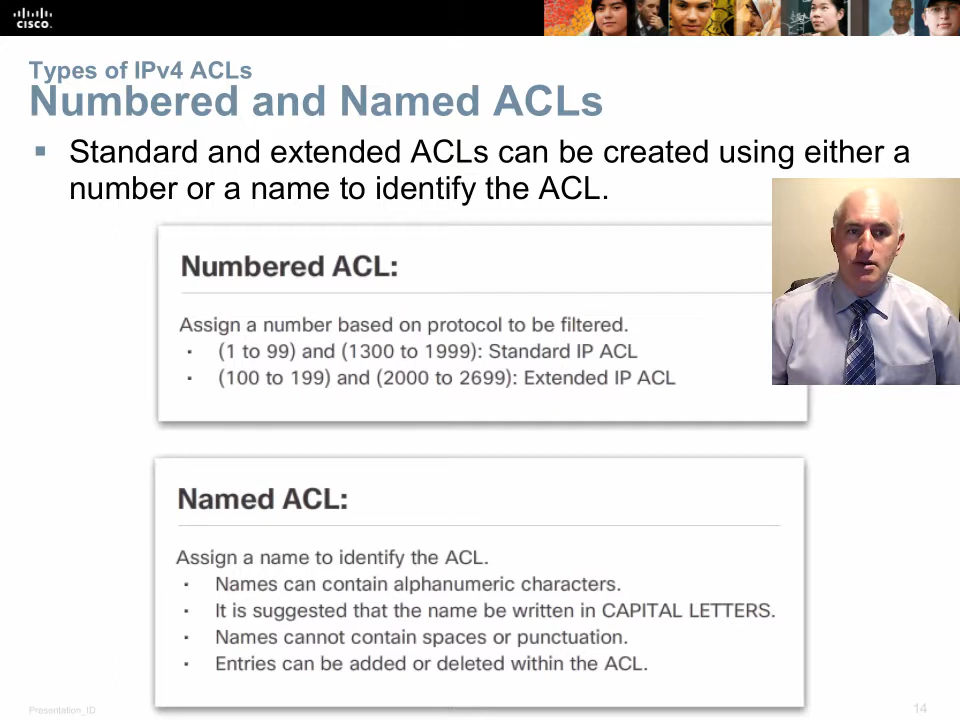 CISCO
Types of IPv4 ACLs
Numbered and Named ACLs
▪ Standard and extended ACLs can be created using either a
number or a name to identify the ACL.
Numbered ACL:
Assign a number based on protocol to be filtered.
· (1 to 99) and (1300 to 1999): Standard IP ACL
· (100 to 199) and (2000 to 2699): Extended IP ACL
Named ACL:
Assign a name to identify the ACL.
· Names can contain alphanumeric characters.
· It is suggested that the name be written in CAPITAL LETTERS.
· Names cannot contain spaces or punctuation.
· Entries can be added or deleted within the ACL.
Presentation_ID
14